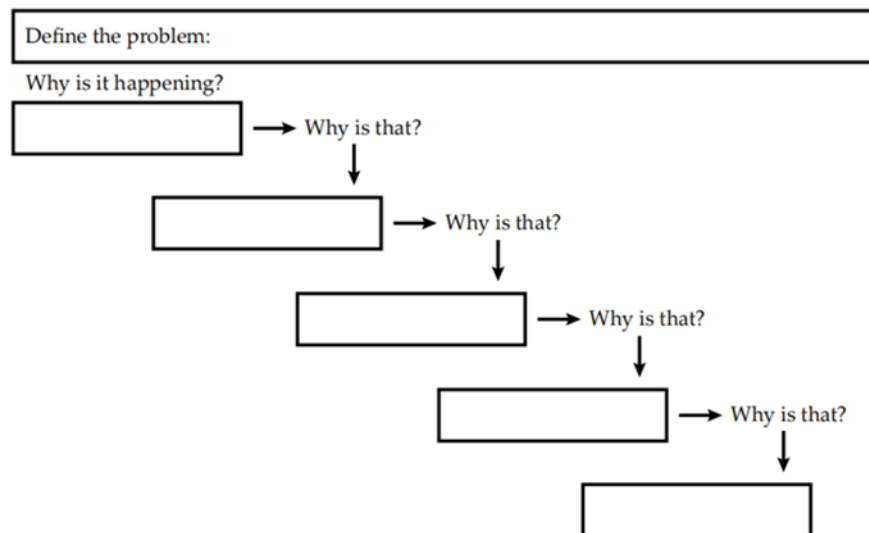 Define the problem:
Why is it happening?
Why is that?
Why is that?
Why is that?
Why is that?